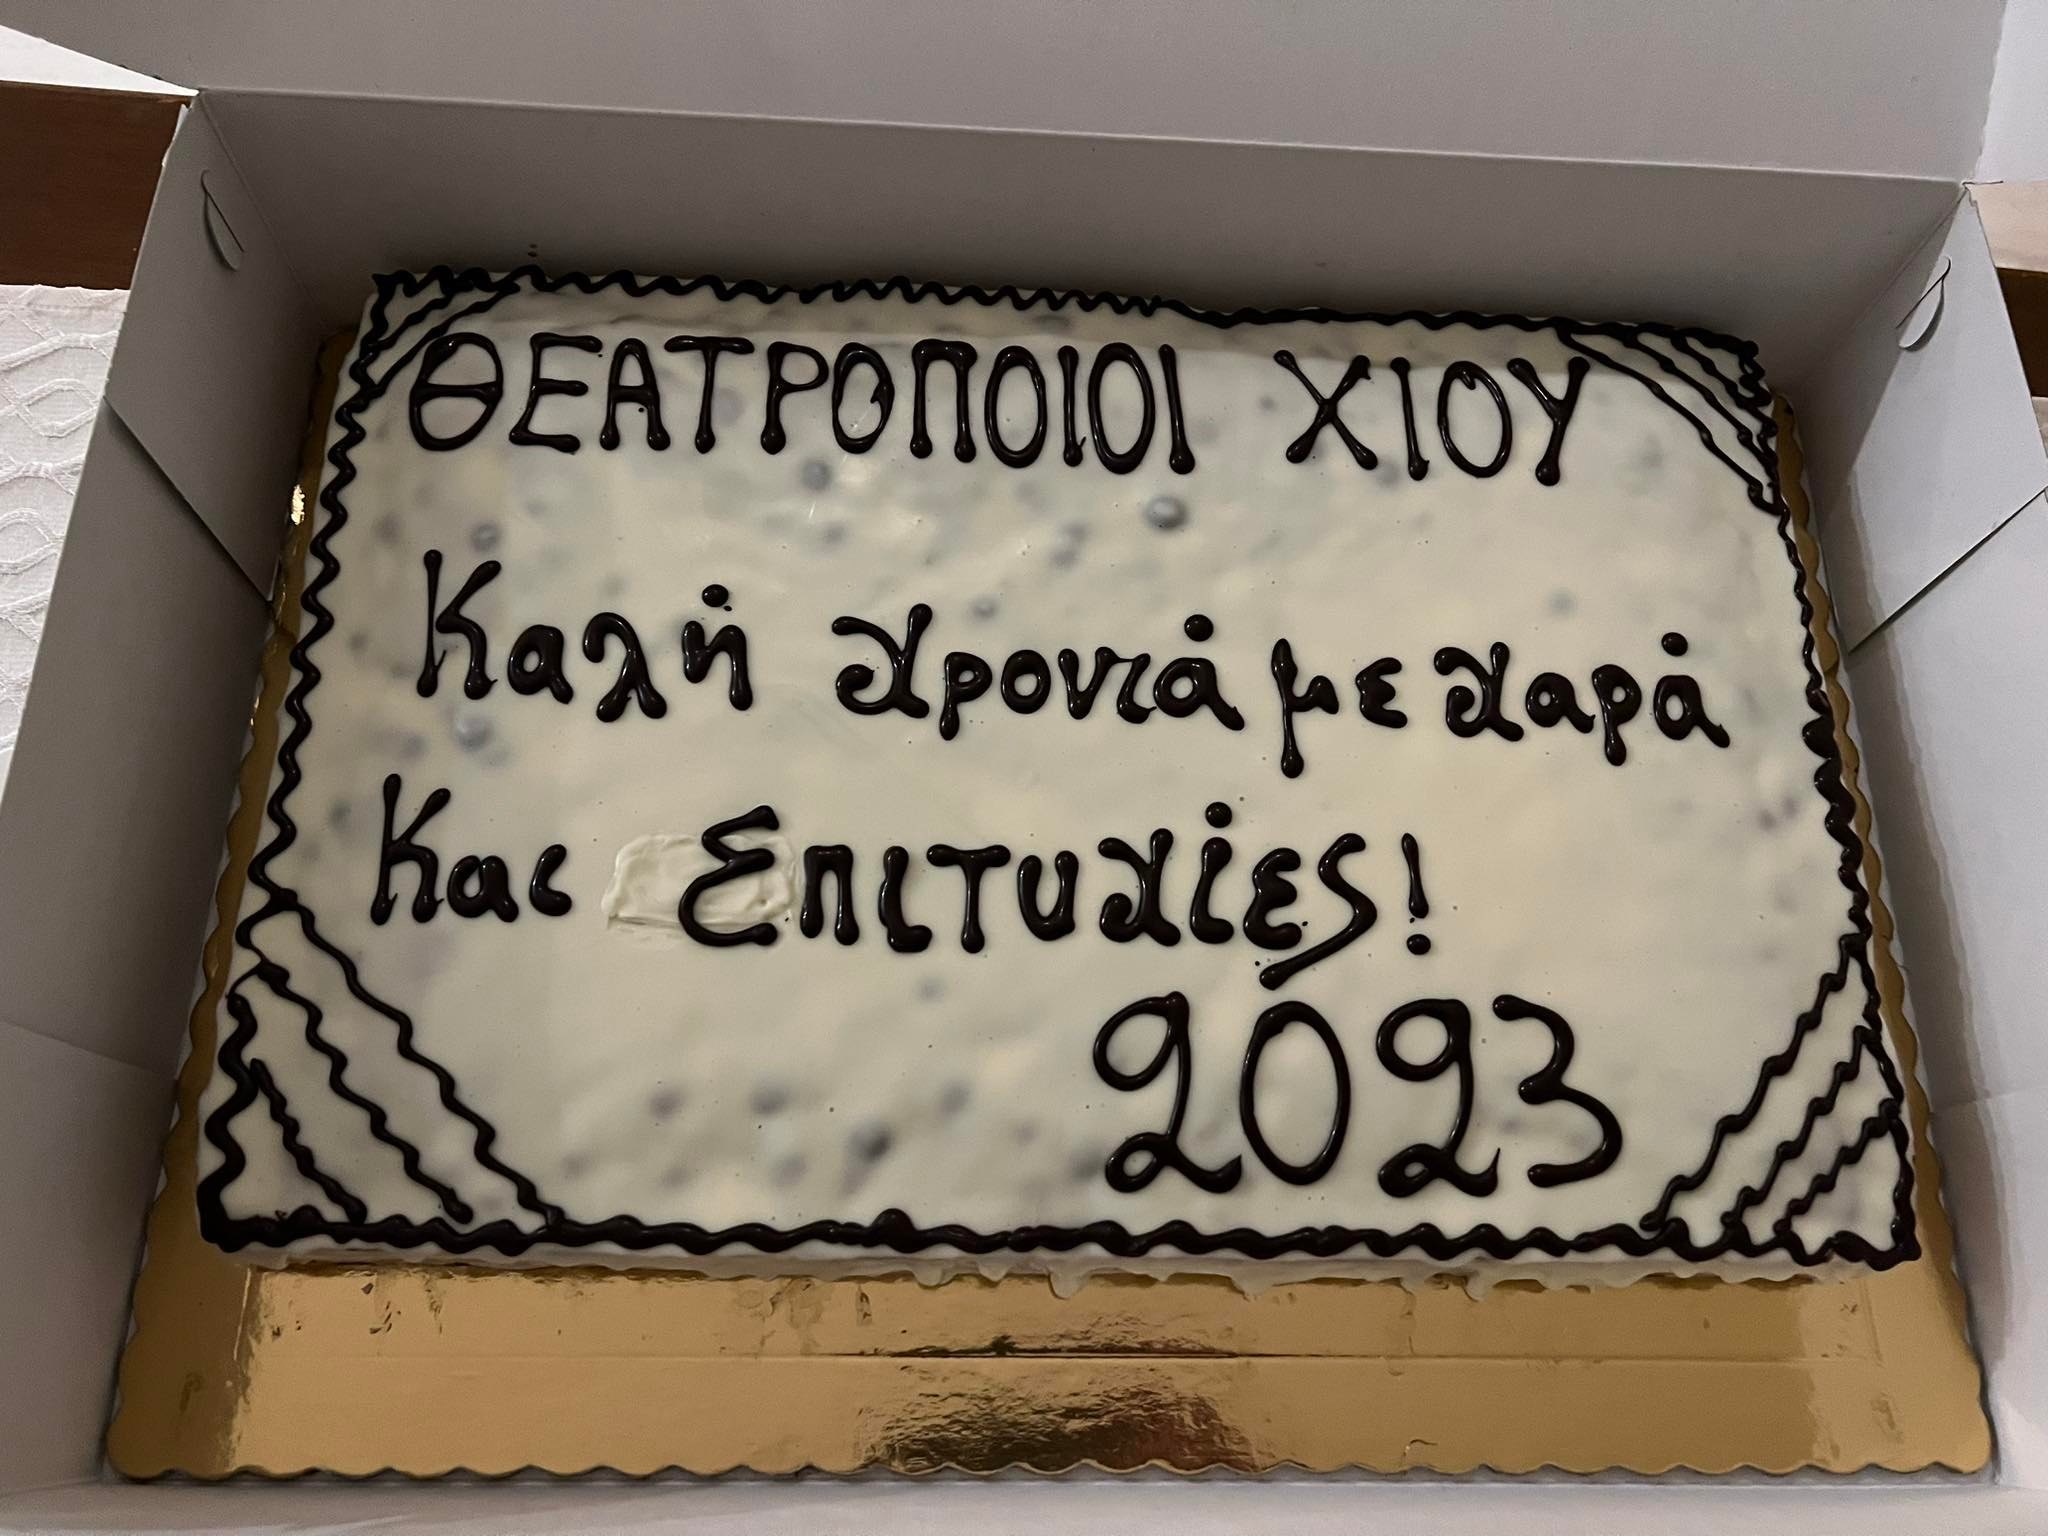 ΘΕΑΤΡΟΠΟΙΟΙ ΧΙΟΥ
Καλή Χρονιά με χαρά
Και Επιτυχίες!
2023